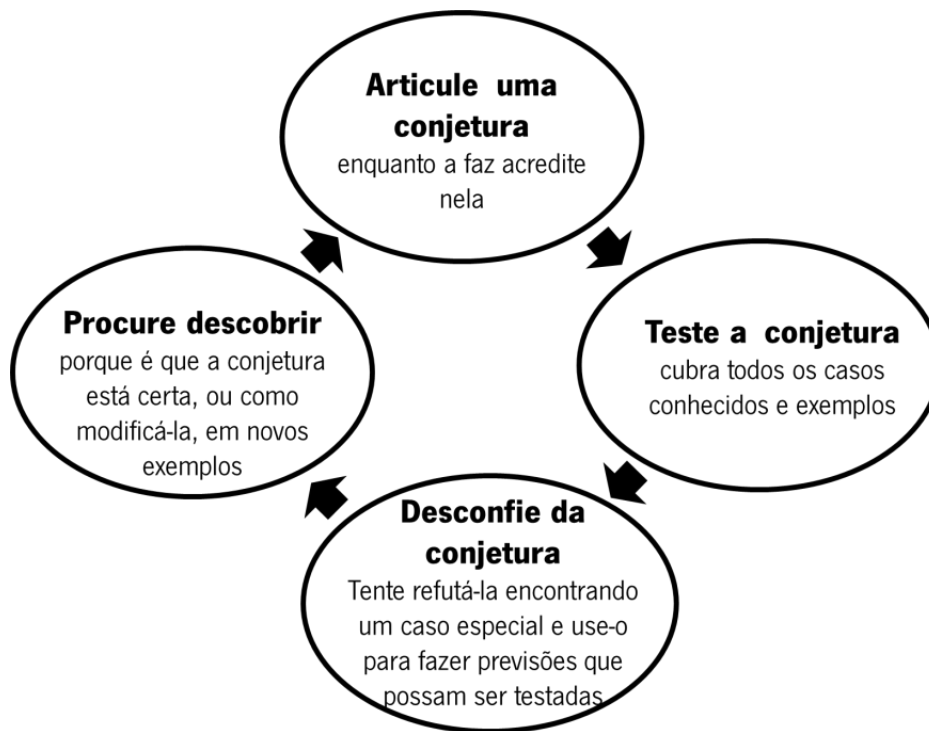 Articule uma
conjetura
enquanto a faz acredite
nela
Teste a conjetura
cubra todos os casos
conhecidos e exemplos
Desconfie da
conjetura
Tente refutá-la encontrando
um caso especial e use-o
para fazer previsões que
possam ser testadas
Procure descobrir
porque é que a conjetura
está certa, ou como
modificá-la, em novos
exemplos